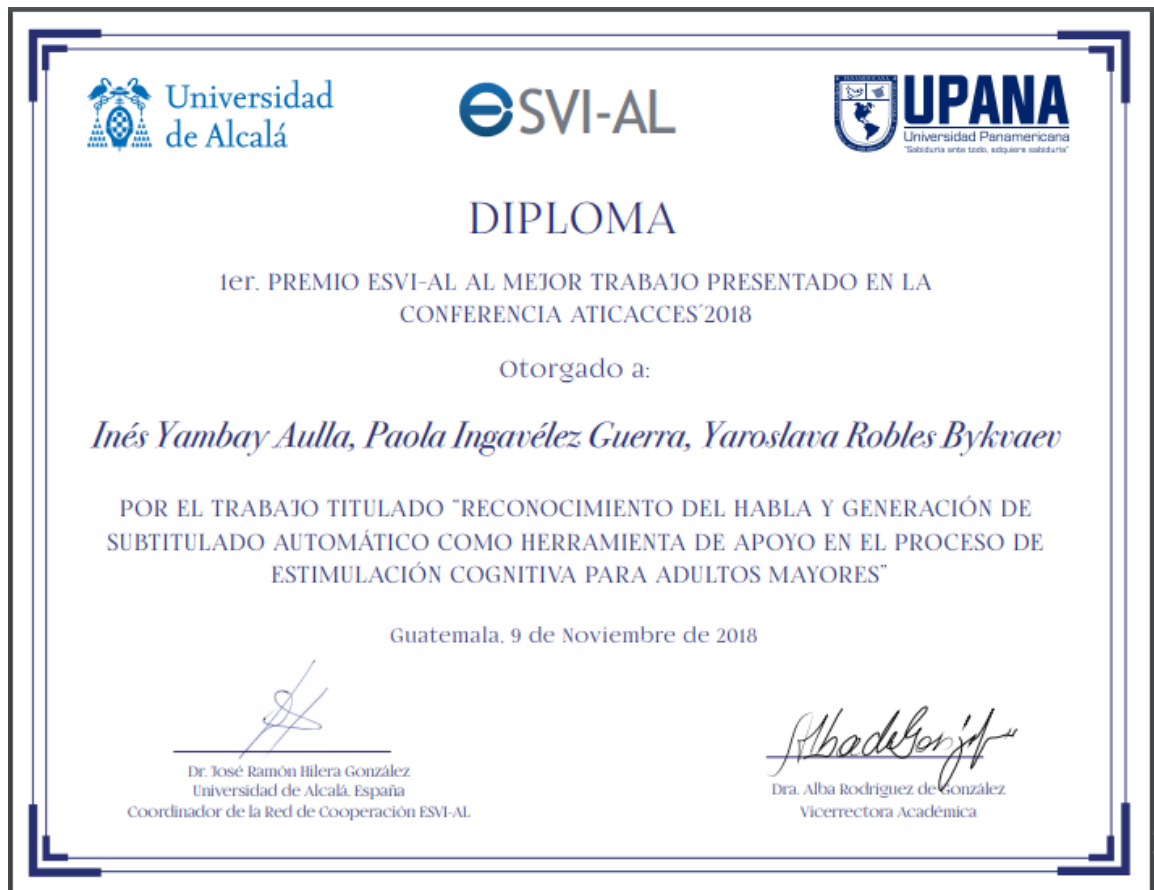 Universidad
de Alcalá
eSVI-AL
UPANA
Universidad Panamericana
"Sabiduría ante todo, adquiere sabiduría"
DIPLOMA
1er. PREMIO ESVI-AL AL MEJOR TRABAJO PRESENTADO EN LA
CONFERENCIA ATICACCES´2018
Otorgado a:
Inés Yambay Aulla, Paola Ingavélez Guerra, Yaroslava Robles Bykvaev
POR EL TRABAJO TITULADO "RECONOCIMIENTO DEL HABLA Y GENERACIÓN DE
SUBTITULADO AUTOMÁTICO COMO HERRAMIENTA DE APOYO EN EL PROCESO DE
ESTIMULACIÓN COGNITIVA PARA ADULTOS MAYORES"
Guatemala, 9 de Noviembre de 2018
Dr. José Ramón Hilera González
Universidad de Alcalá, España
Coordinador de la Red de Cooperación ESVI-AL
Dra. Alba Rodríguez de González
Vicerrectora Académica